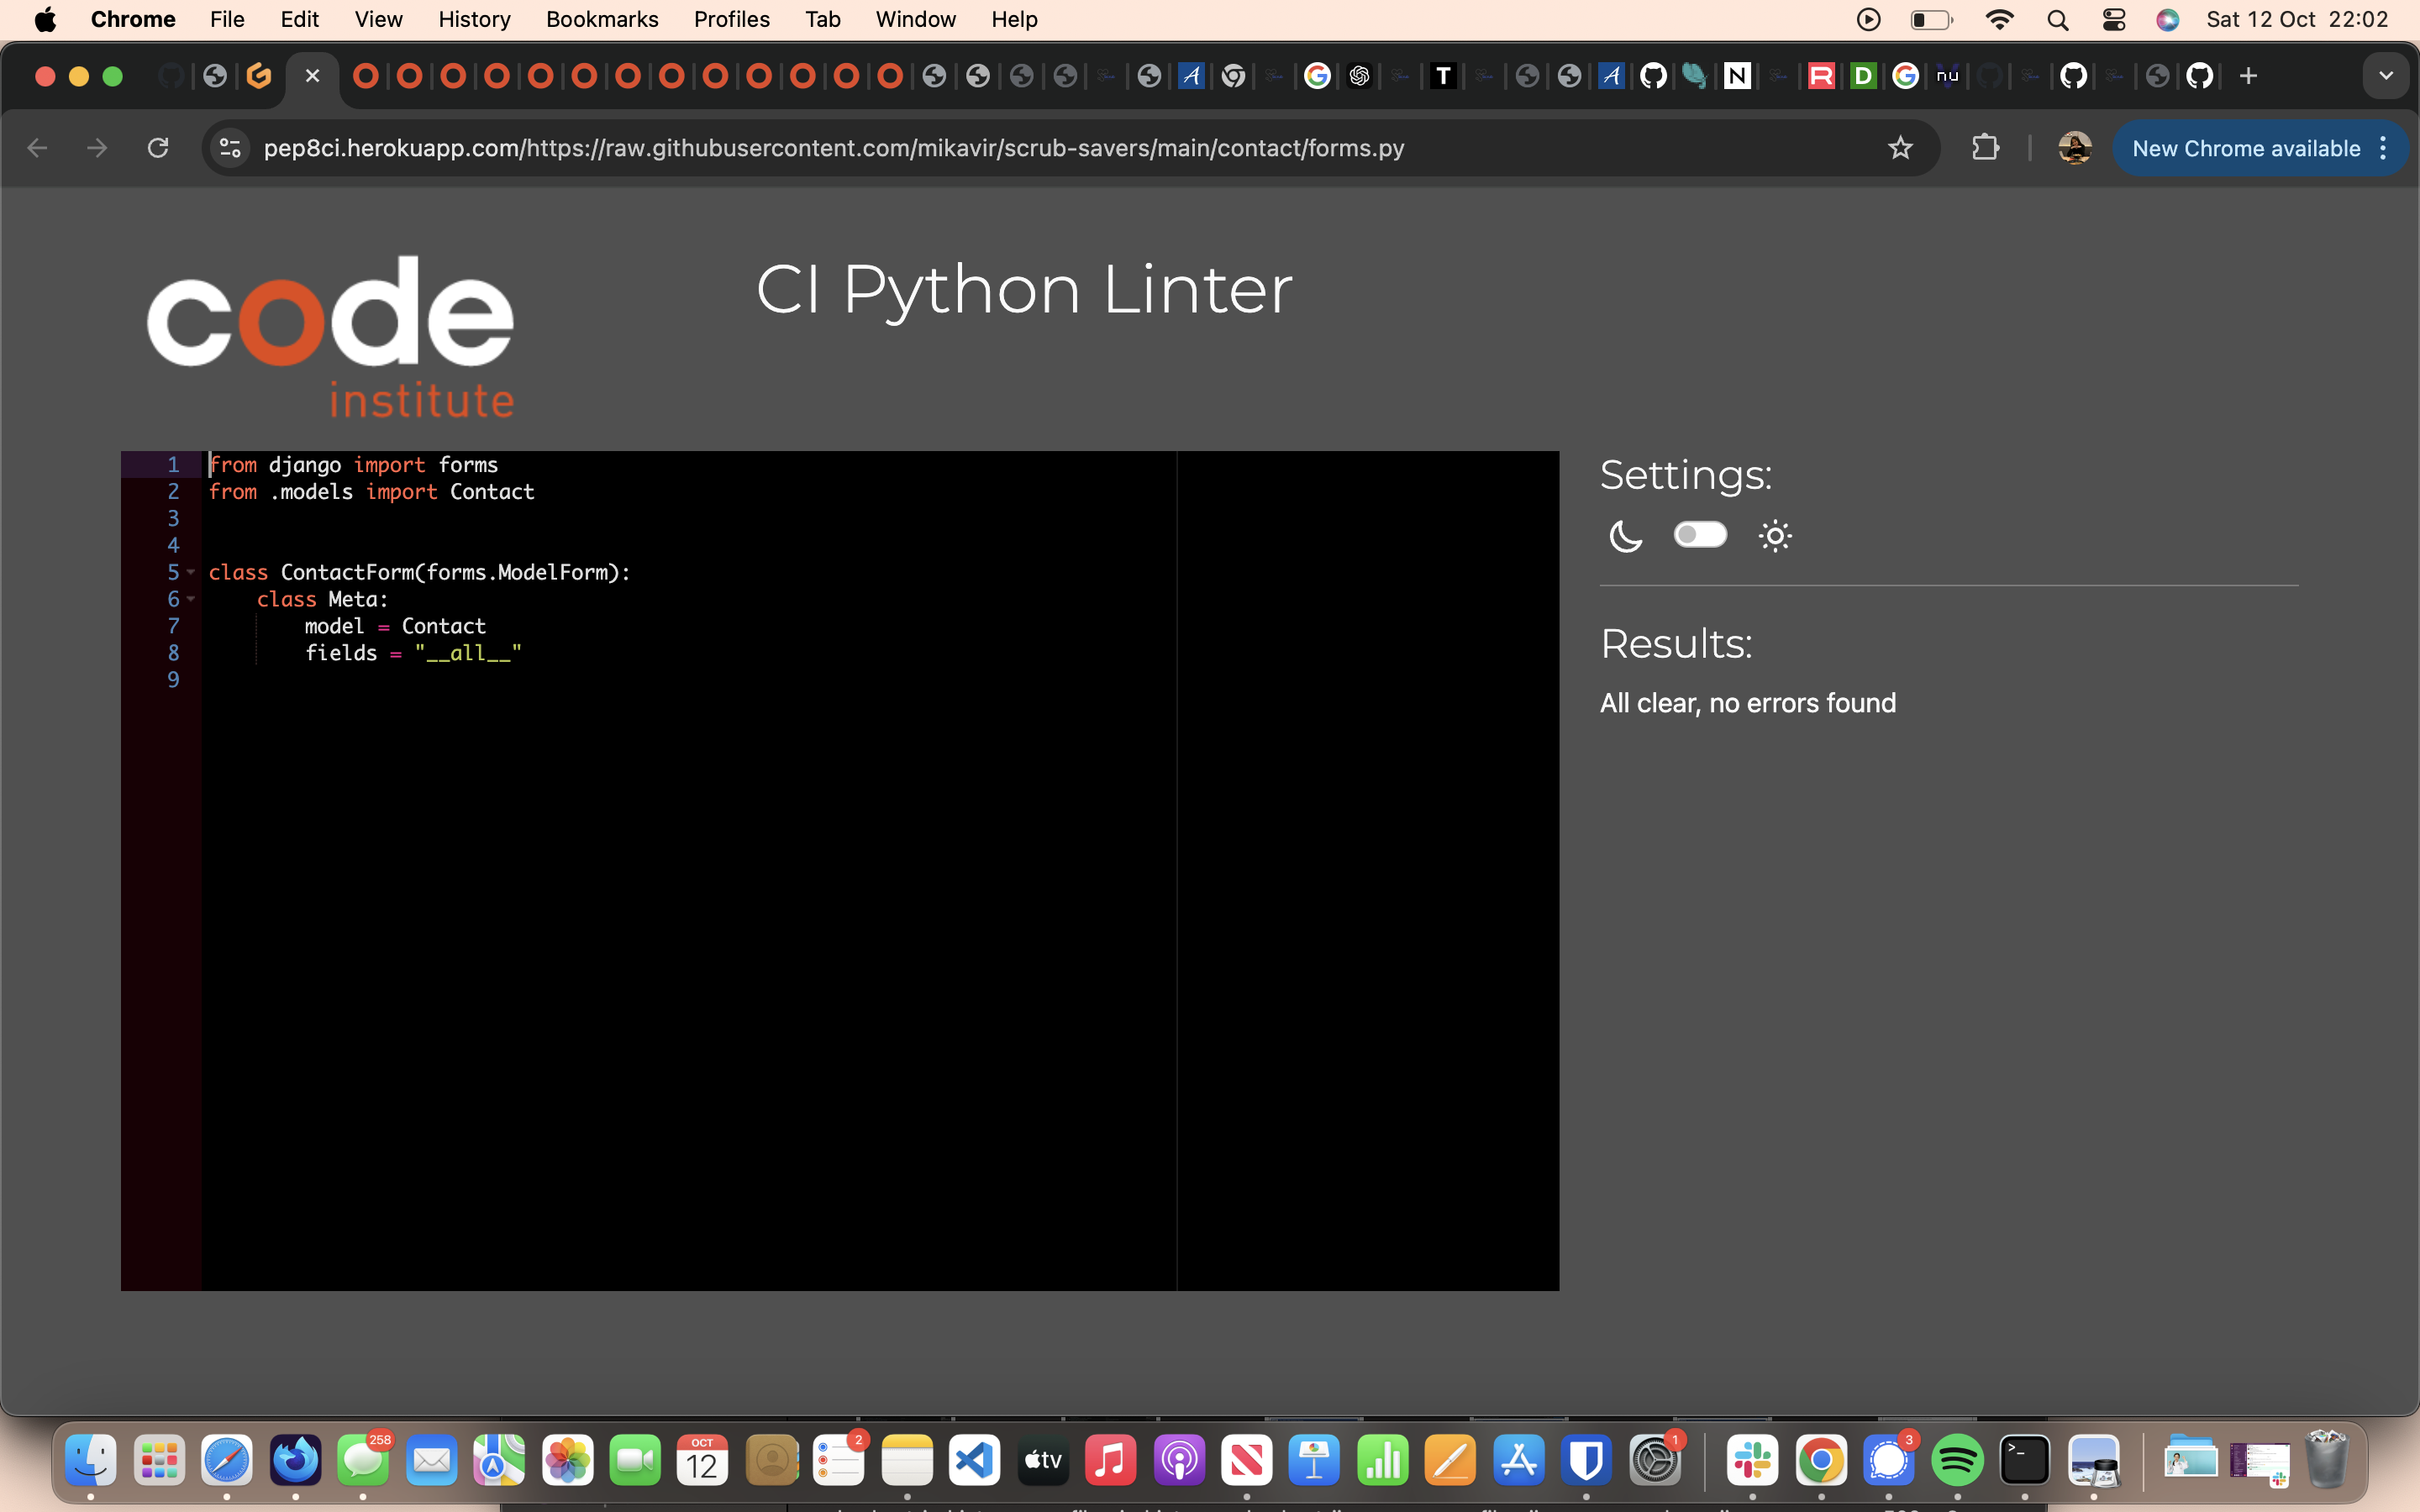 Chrome File Edit View History Bookmarks Profiles Tab Window Help Sat 12 Oct 22:02
A G T A N R D G nu
pep8ci.herokuapp.com/https://raw.githubusercontent.com/mikavir/scrub-savers/main/contact/forms.py New Chrome available
code
institute
CI Python Linter
1 from django import forms
2 from .models import Contact
3
4
5 class ContactForm(forms.ModelForm):
6 class Meta:
7 model = Contact
8 fields = "__all__"
9
Settings:
Results:
All clear, no errors found
258 OCT 12 2 tv 1 3